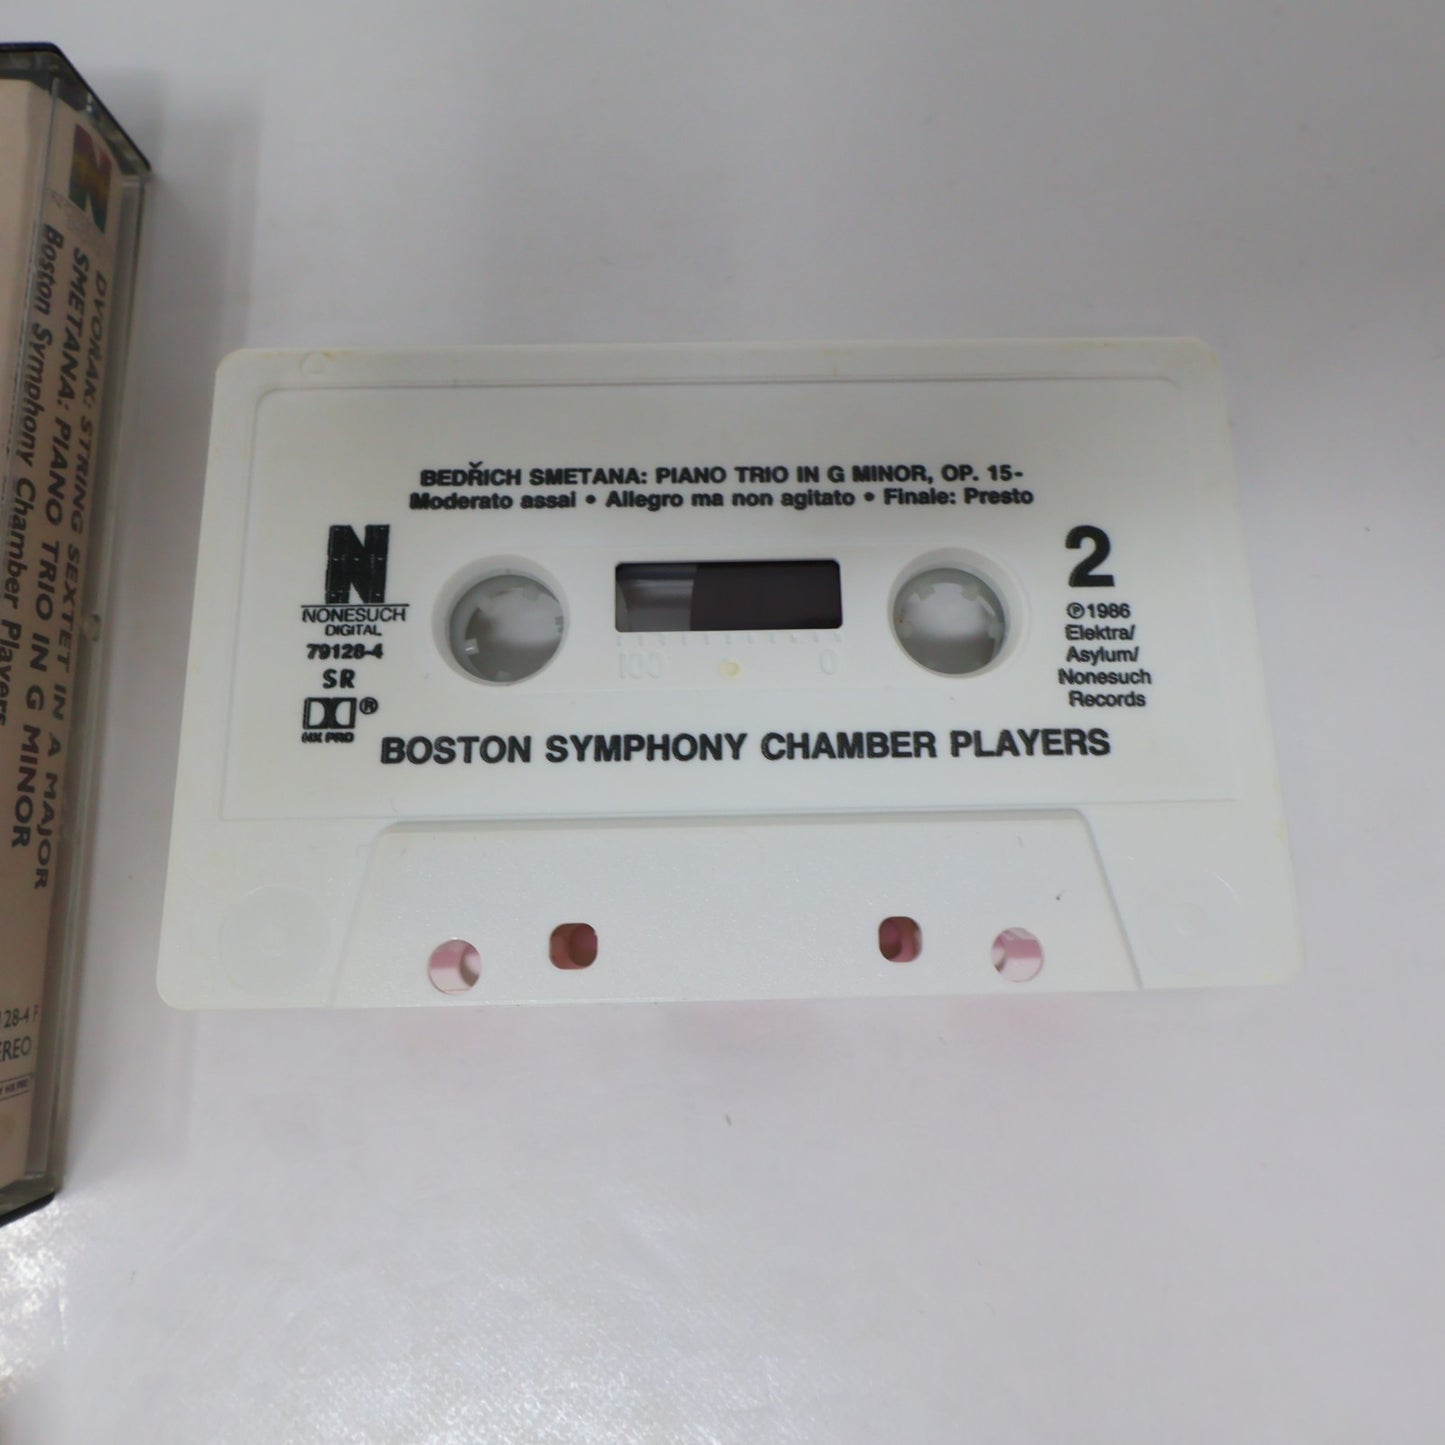 DVOŘÁK: STRING SEXTET IN A MAJOR
SMETANA: PIANO TRIO IN G MINOR
Boston Symphony Chamber Players
28-4 F
BEDŘICH SMETANA: PIANO TRIO IN G MINOR, OP. 15-
Moderato assai • Allegro ma non agitato • Finale: Presto
N
NONESUCH
DIGITAL
79128-4
SR
®
HX PRO
2
℗1986
Elektra/
Asylum/
Nonesuch
Records
100 0
BOSTON SYMPHONY CHAMBER PLAYERS